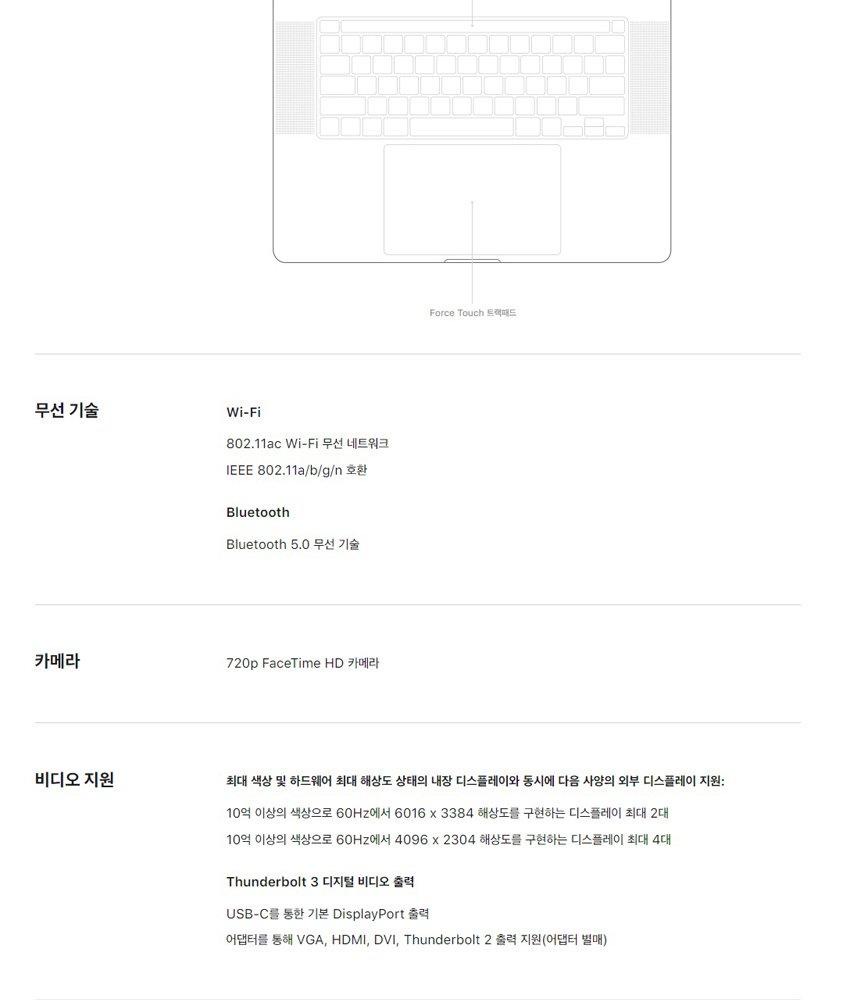 Force Touch 트랙패드
무선 기술
Wi-Fi
802.11ac Wi-Fi 무선 네트워크
IEEE 802.11a/b/g/n 호환
Bluetooth
Bluetooth 5.0 무선 기술
카메라
720p FaceTime HD 카메라
비디오 지원
최대 색상 및 하드웨어 최대 해상도 상태의 내장 디스플레이와 동시에 다음 사양의 외부 디스플레이 지원:
10억 이상의 색상으로 60Hz에서 6016 x 3384 해상도를 구현하는 디스플레이 최대 2대
10억 이상의 색상으로 60Hz에서 4096 x 2304 해상도를 구현하는 디스플레이 최대 4대
Thunderbolt 3 디지털 비디오 출력
USB-C를 통한 기본 DisplayPort 출력
어댑터를 통해 VGA, HDMI, DVI, Thunderbolt 2 출력 지원(어댑터 별매)